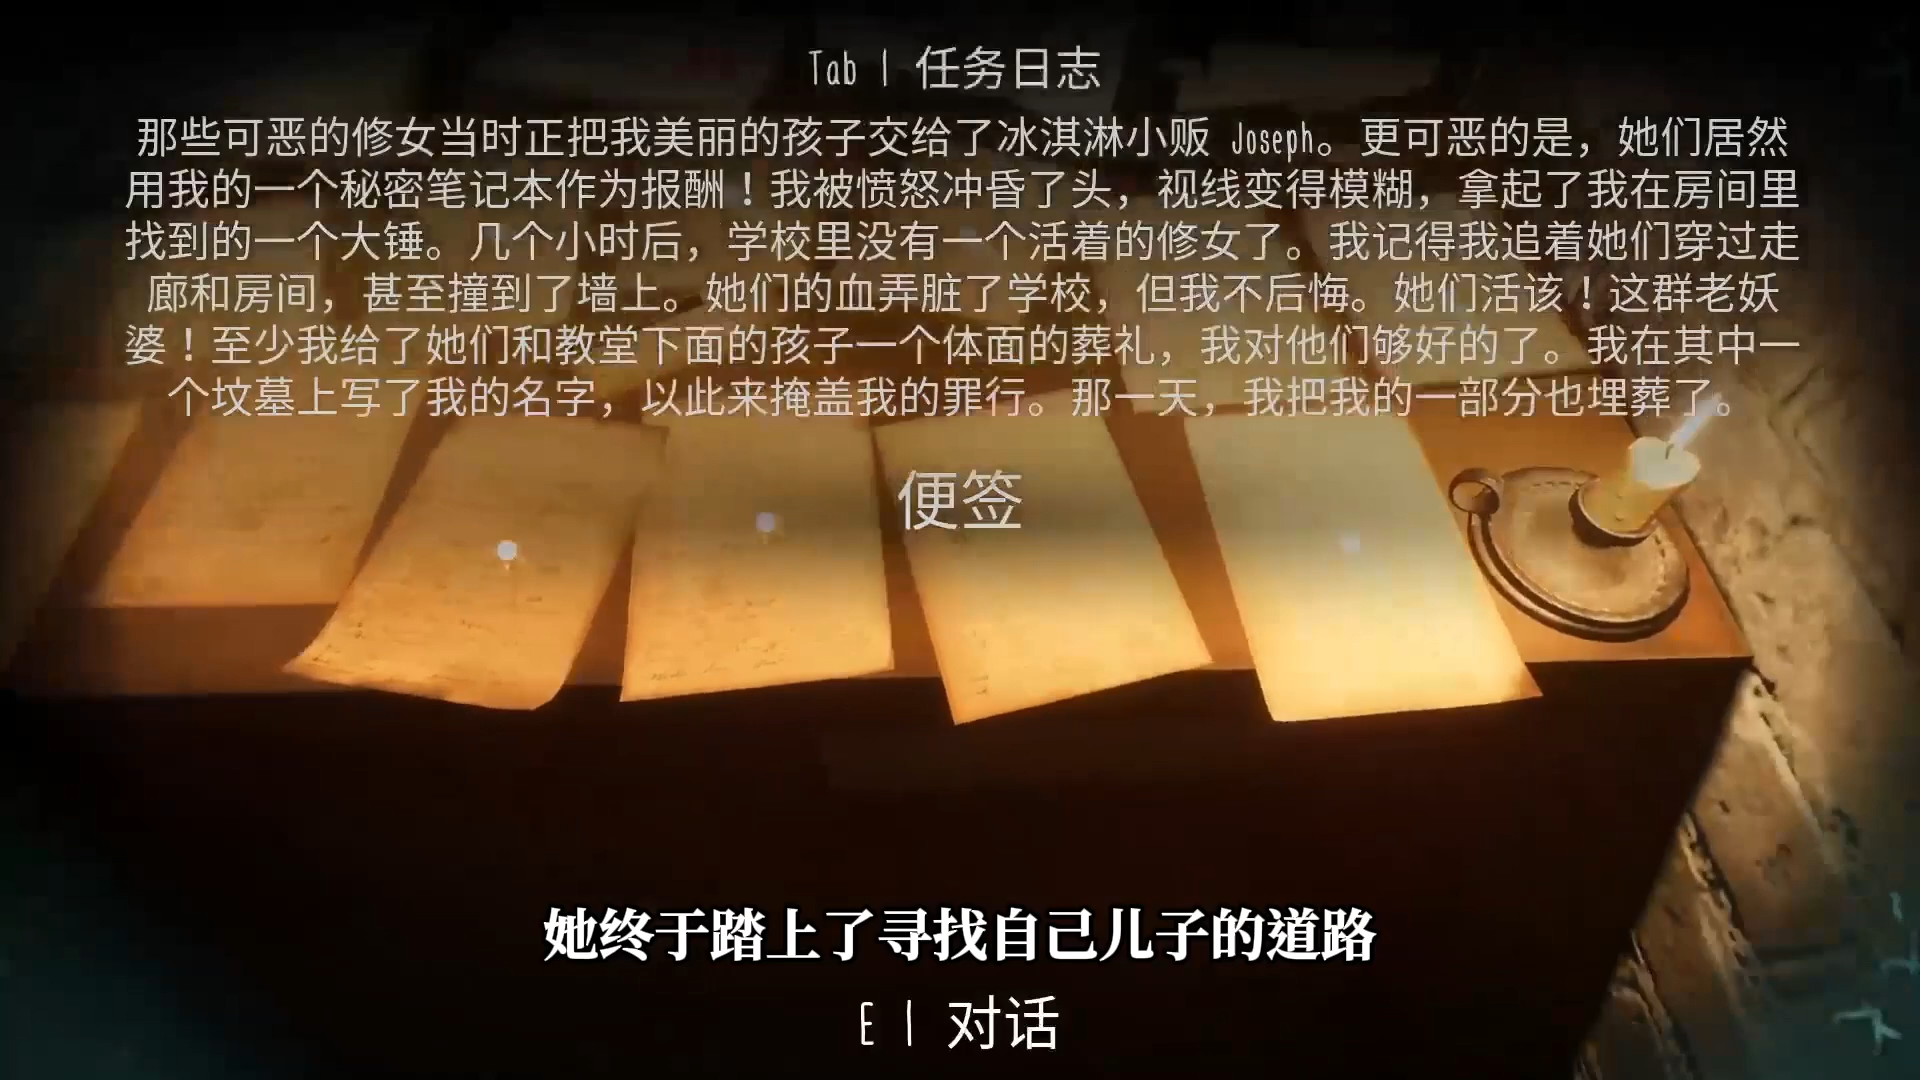 Tab | 任务日志
那些可恶的修女当时正把我美丽的孩子交给了冰淇淋小贩 Joseph。更可恶的是，她们居然
用我的一个秘密笔记本作为报酬！我被愤怒冲昏了头，视线变得模糊，拿起了我在房间里
找到的一个大锤。几个小时后，学校里没有一个活着的修女了。我记得我追着她们穿过走
廊和房间，甚至撞到了墙上。她们的血弄脏了学校，但我不后悔。她们活该！这群老妖
婆！至少我给了她们和教堂下面的孩子一个体面的葬礼，我对他们够好的了。我在其中一
个坟墓上写了我的名字，以此来掩盖我的罪行。那一天，我把我的一部分也埋葬了。
便签
她终于踏上了寻找自己儿子的道路
E | 对话